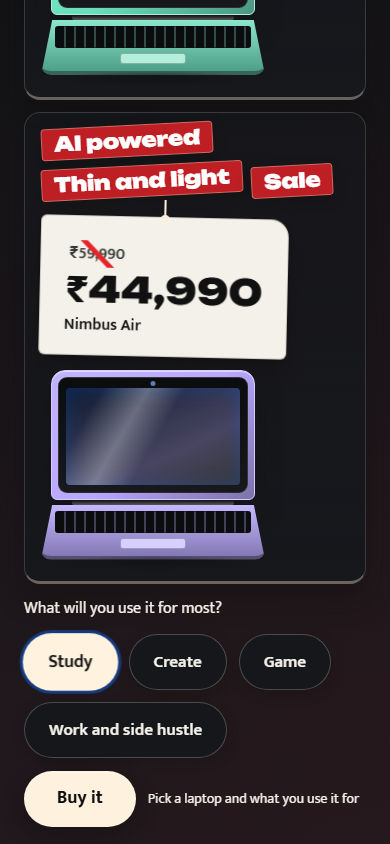 AI powered
Thin and light
Sale
₹59,990
₹44,990
Nimbus Air
What will you use it for most?
Study
Create
Game
Work and side hustle
Buy it
Pick a laptop and what you use it for